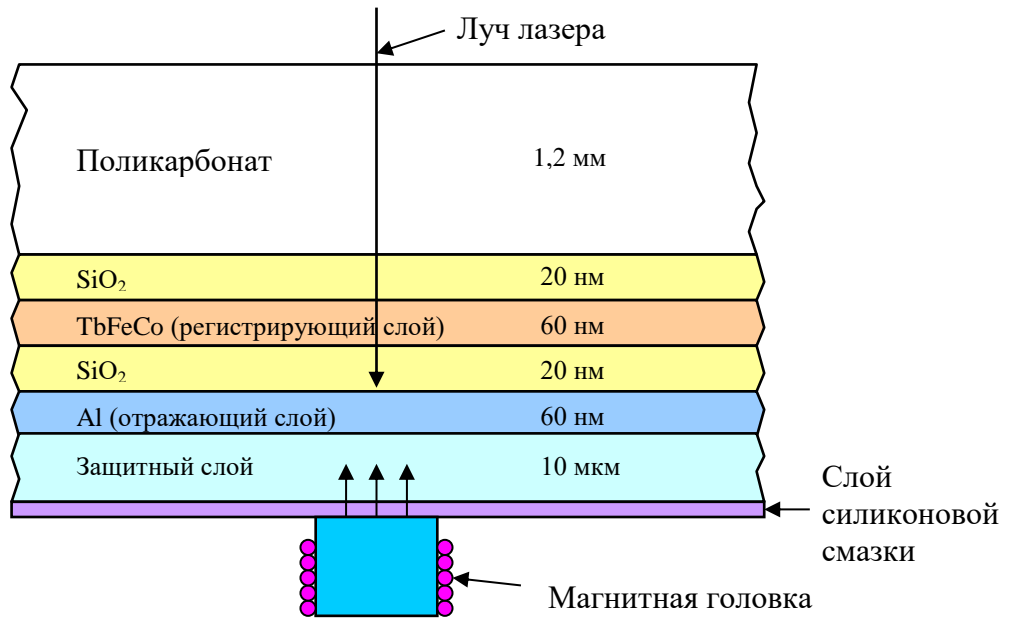 Луч лазера
Поликарбонат 1,2 мм
SiO₂ 20 нм
TbFeCo (регистрирующий слой) 60 нм
SiO₂ 20 нм
Al (отражающий слой) 60 нм
Защитный слой 10 мкм
Слой
силиконовой
смазки
Магнитная головка